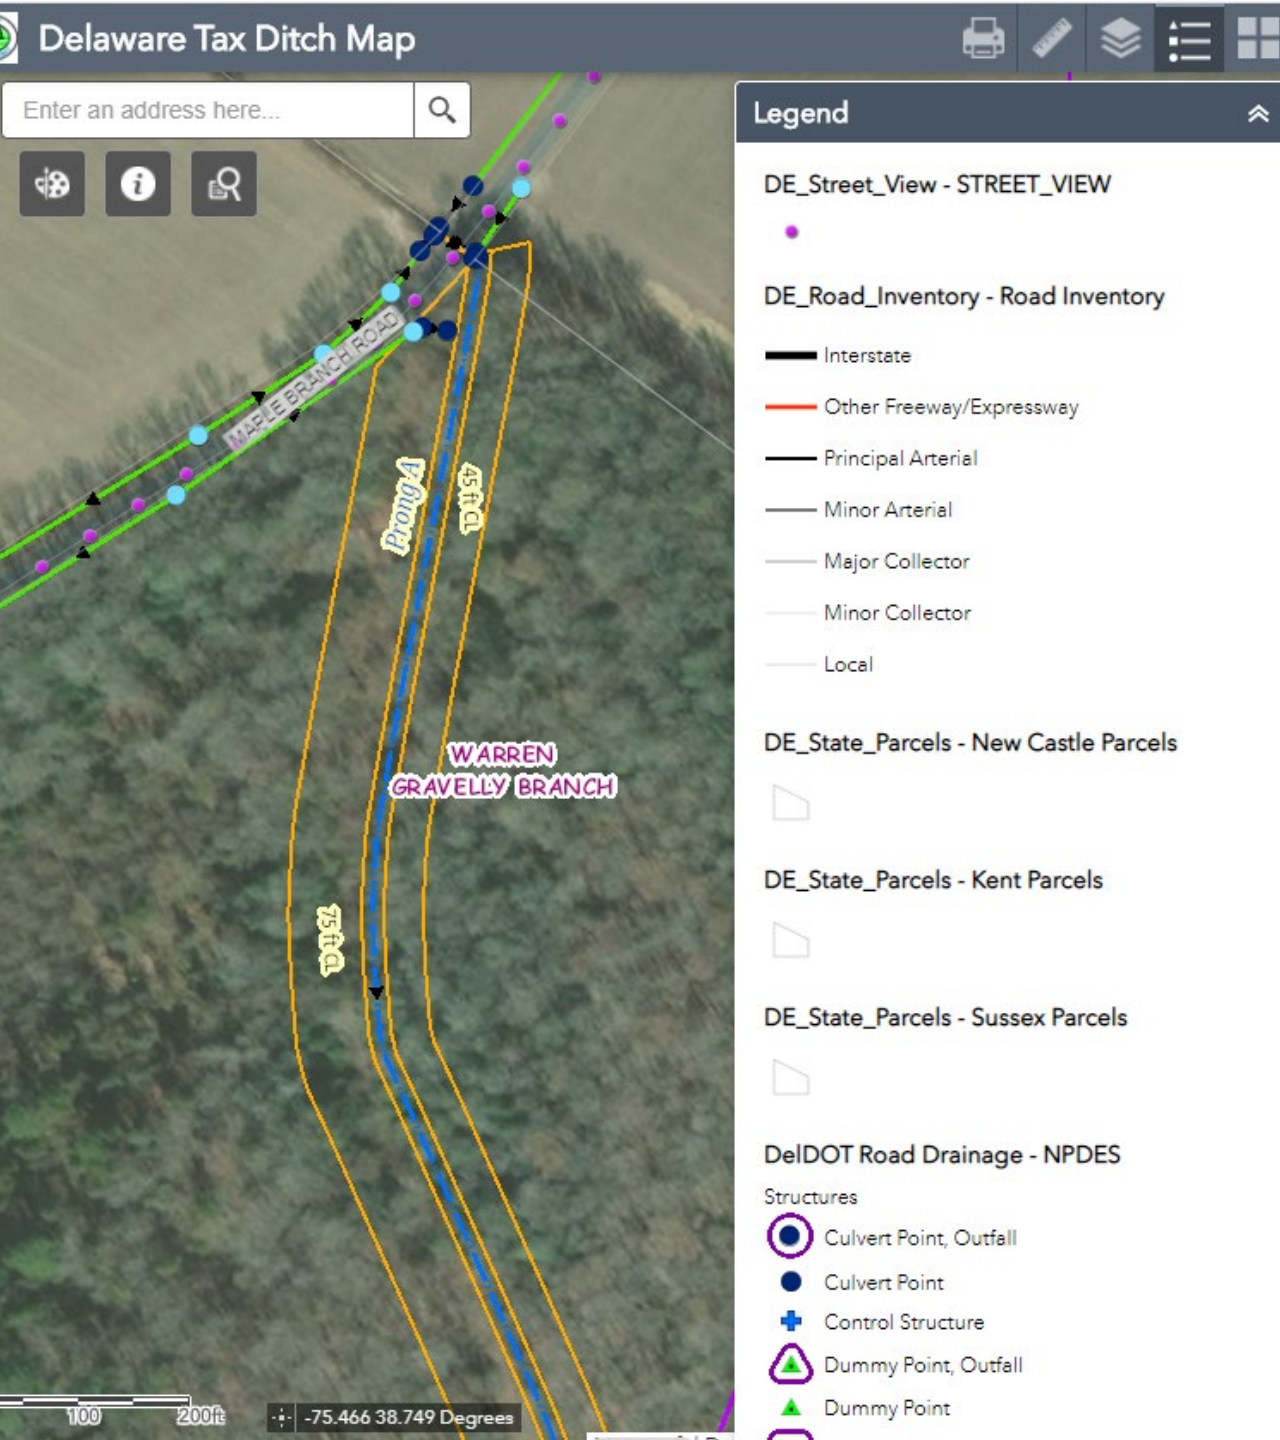 Delaware Tax Ditch Map
Enter an address here...
MAPLE BRANCH ROAD
Prong A
45 ft CL
WARREN
GRAVELLY BRANCH
75 ft CL
100
200ft
-75.466 38.749 Degrees
Legend
DE_Street_View - STREET_VIEW
DE_Road_Inventory - Road Inventory
Interstate
Other Freeway/Expressway
Principal Arterial
Minor Arterial
Major Collector
Minor Collector
Local
DE_State_Parcels - New Castle Parcels
DE_State_Parcels - Kent Parcels
DE_State_Parcels - Sussex Parcels
DelDOT Road Drainage - NPDES
Structures
Culvert Point, Outfall
Culvert Point
Control Structure
Dummy Point, Outfall
Dummy Point